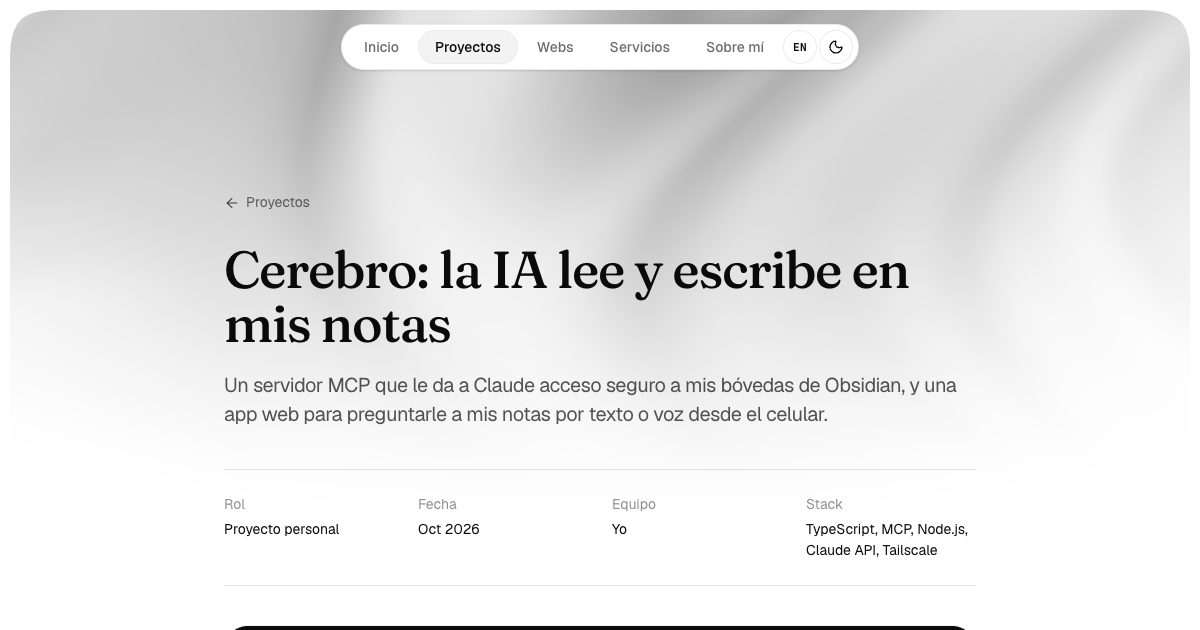 Inicio
Proyectos
Webs
Servicios
Sobre mí
EN
Proyectos
Cerebro: la IA lee y escribe en
mis notas
Un servidor MCP que le da a Claude acceso seguro a mis bóvedas de Obsidian, y una
app web para preguntarle a mis notas por texto o voz desde el celular.
Rol
Proyecto personal
Fecha
Oct 2026
Equipo
Yo
Stack
TypeScript, MCP, Node.js,
Claude API, Tailscale